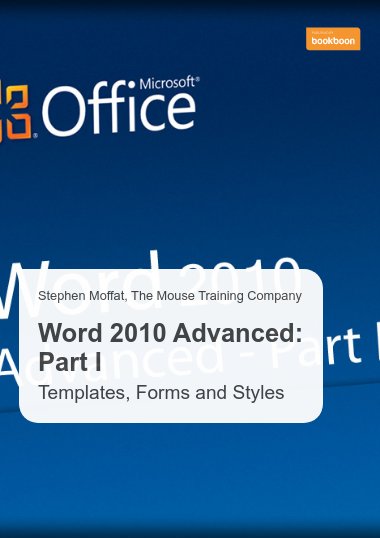 bookboon
Microsoft®
Office®
Word 2010
Advanced - Part I
Stephen Moffat, The Mouse Training Company
Word 2010 Advanced:
Part I
Templates, Forms and Styles